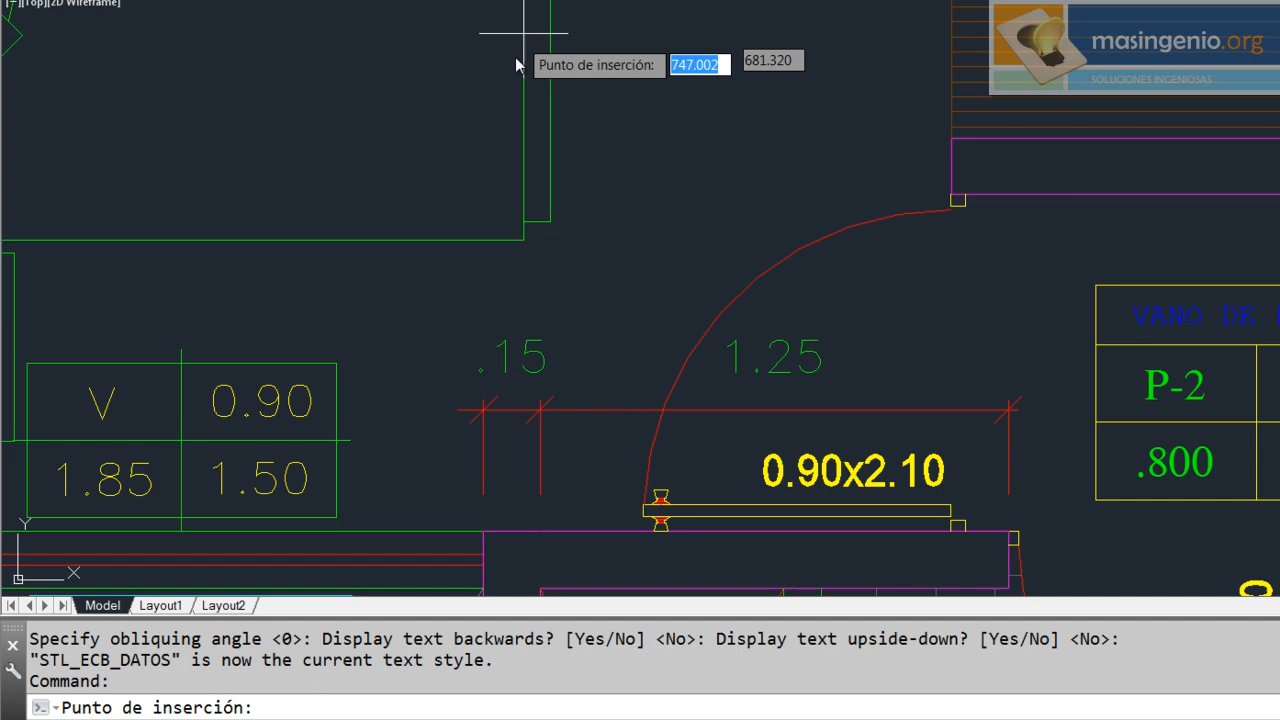 [−][Top][2D Wireframe]
masingenio.org
SOLUCIONES INGENIOSAS
Punto de inserción: 747.002 681.320
VANO DE
.15 1.25
P-2
V 0.90
.800
1.85 1.50
0.90x2.10
Y
X
Model Layout1 Layout2
Specify obliquing angle <0>: Display text backwards? [Yes/No] <No>: Display text upside-down? [Yes/No] <No>:
"STL_ECB_DATOS" is now the current text style.
Command:
Punto de inserción: